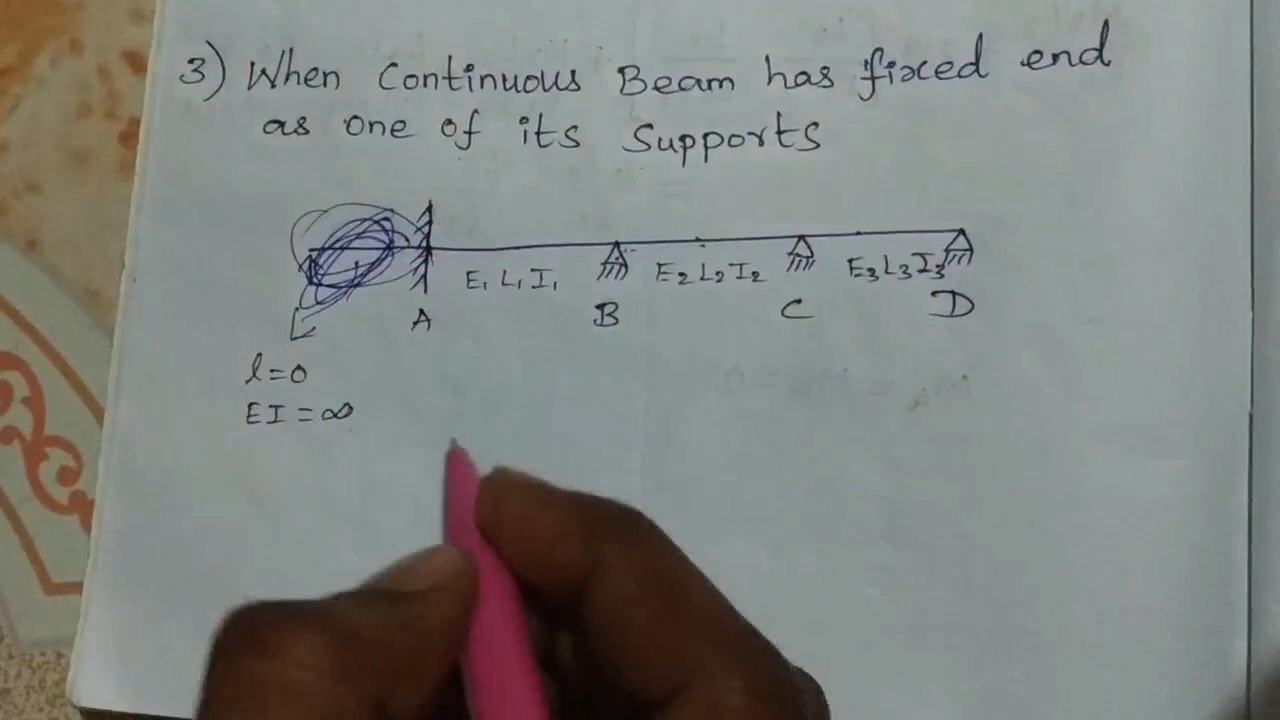 3) When Continuous Beam has fixed end
as one of its Supports
E₁ L₁ I₁ E₂ L₂ I₂ E₃ L₃ I₃
A B C D
l=0
EI=∞